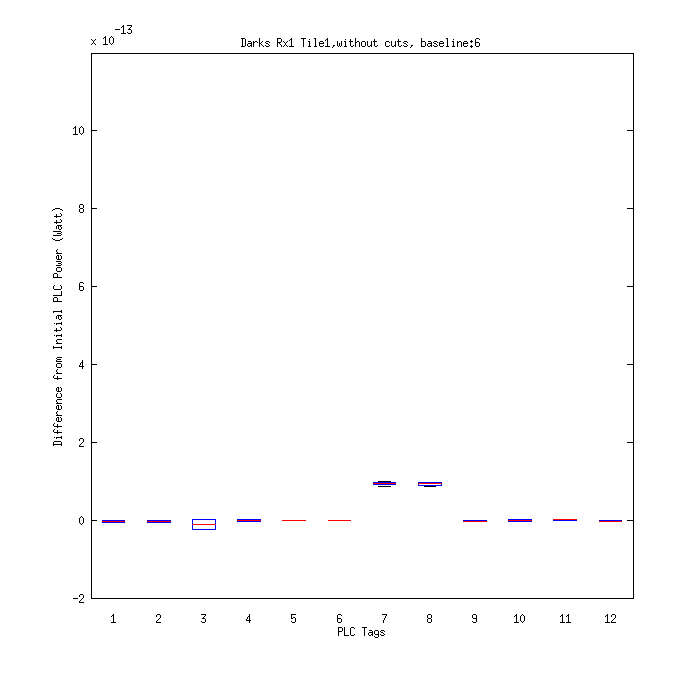 x 10-13
Darks Rx1 Tile1,without cuts, baseline:6
10
8
6
4
2
0
-2
Difference from Initial PLC Power (Watt)
1 2 3 4 5 6 7 8 9 10 11 12
PLC Tags